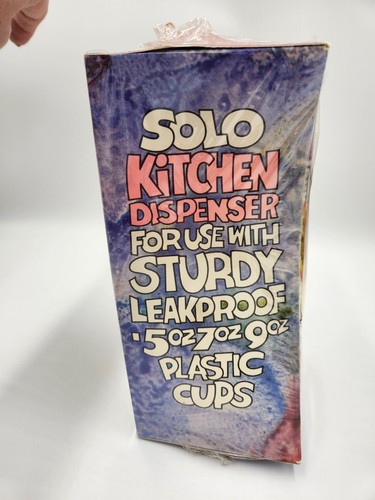 SOLO
KiTCHEN
DISPENSER
FOR USE WITH
STURDY
LEAKPROOF
·5oz 7oz 9oz
PLASTIC
CUPS